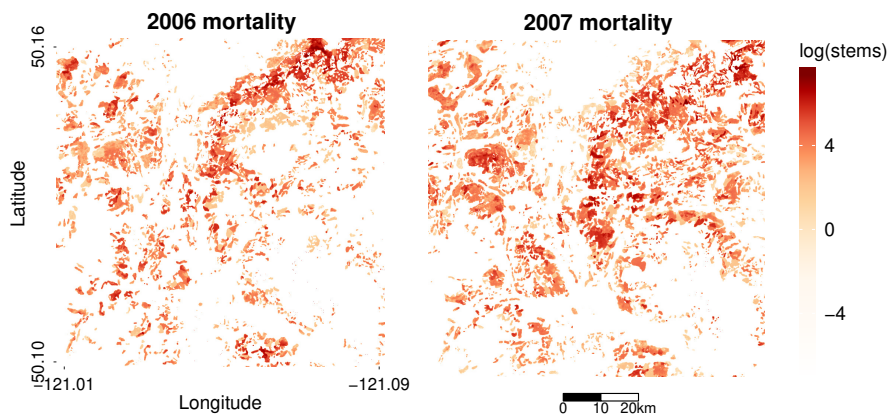 2006 mortality
2007 mortality
log(stems)
4
0
−4
Latitude
50.16
50.10
−121.01
−121.09
Longitude
0 10 20km